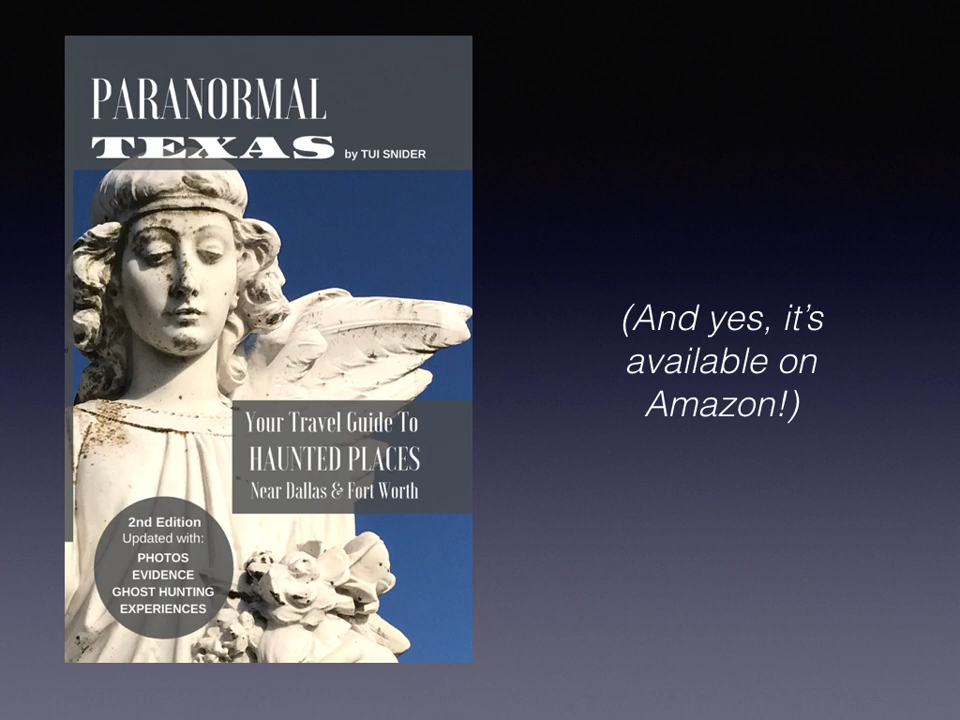 PARANORMAL
TEXAS by TUI SNIDER
Your Travel Guide To
HAUNTED PLACES
Near Dallas & Fort Worth
2nd Edition
Updated with:
PHOTOS
EVIDENCE
GHOST HUNTING
EXPERIENCES
(And yes, it’s
available on
Amazon!)